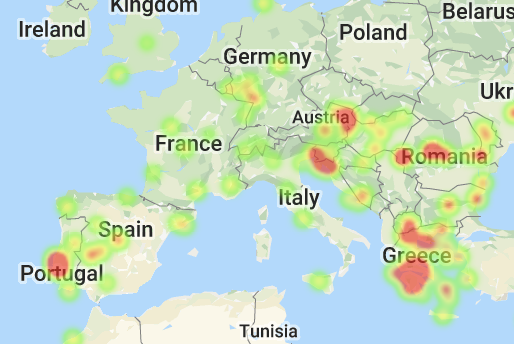 Kingdom
Belarus
Ireland
Poland
Germany
Ukr
Austria
France
Romania
Italy
Spain
Greece
Portugal
Tunisia